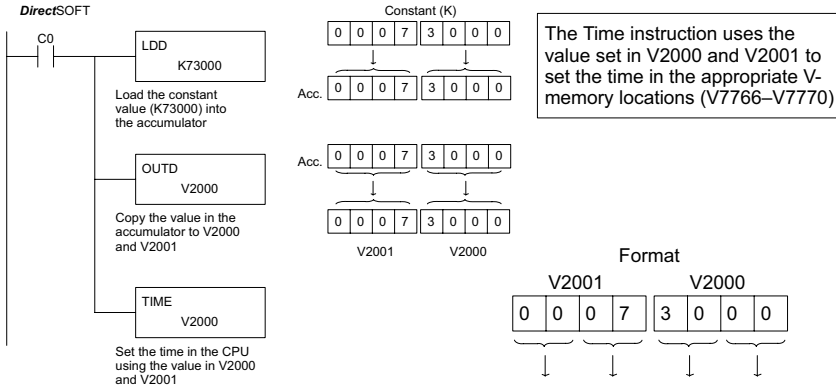 DirectSOFT
C0
LDD
K73000
Load the constant
value (K73000) into
the accumulator
OUTD
V2000
Copy the value in the
accumulator to V2000
and V2001
TIME
V2000
Set the time in the CPU
using the value in V2000
and V2001
Constant (K)
0 0 0 7 3 0 0 0
Acc. 0 0 0 7 3 0 0 0
Acc. 0 0 0 7 3 0 0 0
0 0 0 7 3 0 0 0
V2001 V2000
The Time instruction uses the
value set in V2000 and V2001 to
set the time in the appropriate V-
memory locations (V7766–V7770)
Format
V2001 V2000
0 0 0 7 3 0 0 0